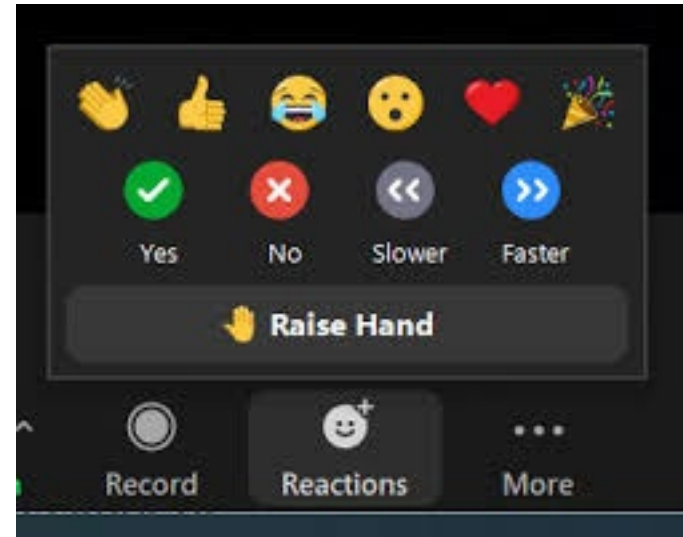 Yes No Slower Faster
Raise Hand
Record Reactions More